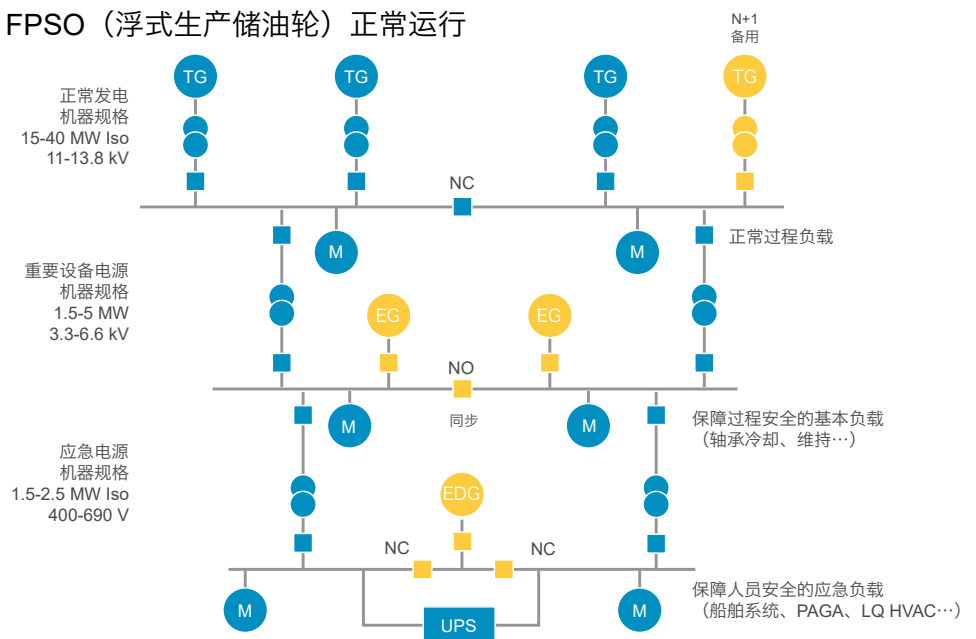 FPSO（浮式生产储油轮）正常运行
N+1
备用
TG
TG
TG
TG
正常发电
机器规格
15-40 MW Iso
11-13.8 kV
NC
M
M
正常过程负载
重要设备电源
机器规格
1.5-5 MW
3.3-6.6 kV
EG
EG
NO
同步
M
M
保障过程安全的基本负载
（轴承冷却、维持…）
应急电源
机器规格
1.5-2.5 MW Iso
400-690 V
EDG
NC
NC
M
M
保障人员安全的应急负载
（船舶系统、PAGA、LQ HVAC…）
UPS